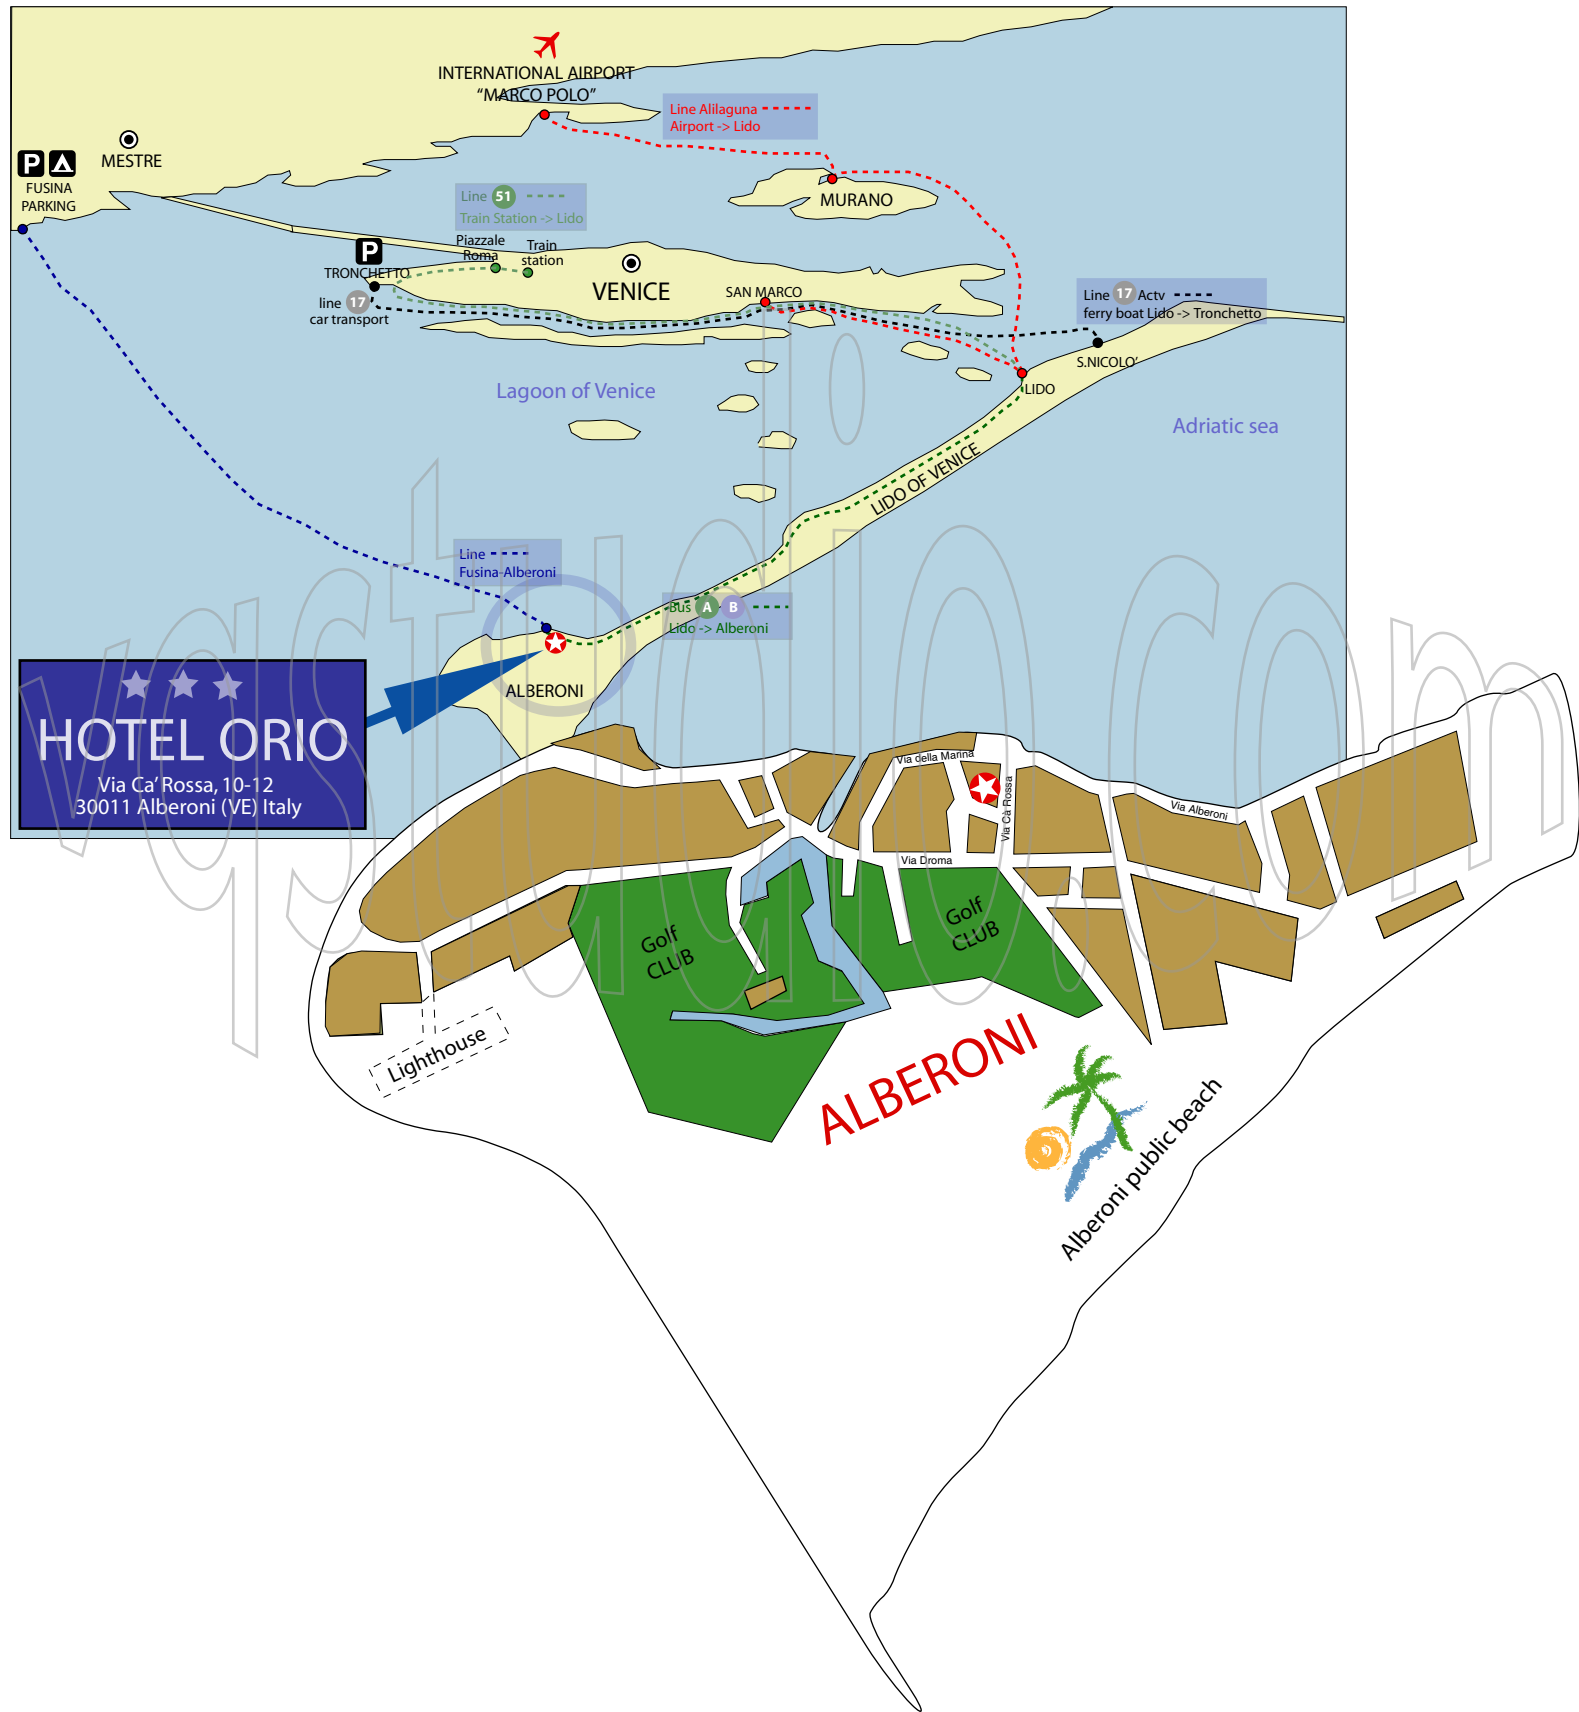 INTERNATIONAL AIRPORT
“MARCO POLO”
Line Alilaguna
Airport -> Lido
MESTRE
P
FUSINA
PARKING
Line 51
Train Station -> Lido
MURANO
Piazzale
Roma
Train
station
P
TRONCHETTO
VENICE
SAN MARCO
line 17
car transport
Line 17 Actv
ferry boat Lido -> Tronchetto
S.NICOLO’
LIDO
Lagoon of Venice
Adriatic sea
LIDO OF VENICE
Line
Fusina-Alberoni
Bus A B
Lido -> Alberoni
ALBERONI
HOTEL ORIO
Via Ca’ Rossa, 10-12
30011 Alberoni (VE) Italy
Via della Marina
Via Cà Rossa
Via Alberoni
Via Droma
Golf
CLUB
Golf
CLUB
Lighthouse
ALBERONI
Alberoni public beach
vgstudio.com